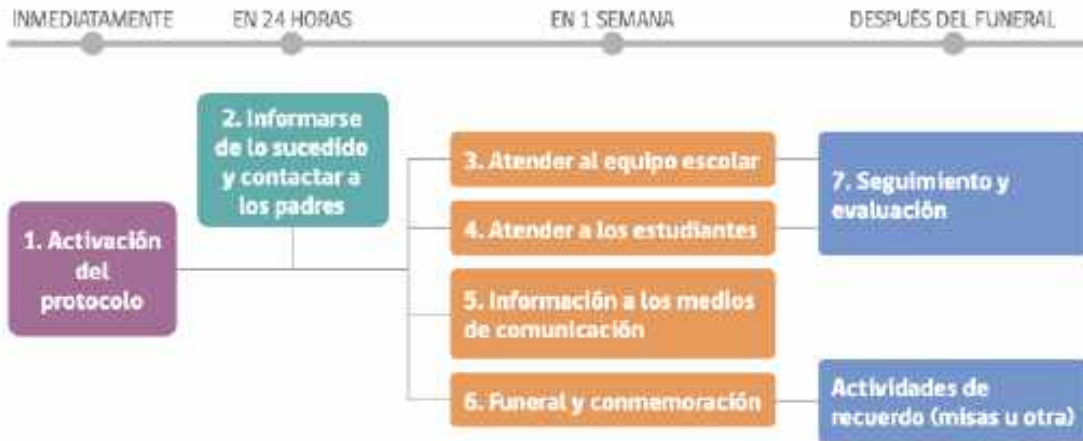 INMEDIATAMENTE
EN 24 HORAS
EN 1 SEMANA
DESPUÉS DEL FUNERAL
1. Activación
del
protocolo
2. Informarse
de lo sucedido
y contactar a
los padres
3. Atender al equipo escolar
4. Atender a los estudiantes
5. Información a los medios
de comunicación
6. Funeral y conmemoración
7. Seguimiento y
evaluación
Actividades de
recuerdo (misas u otra)